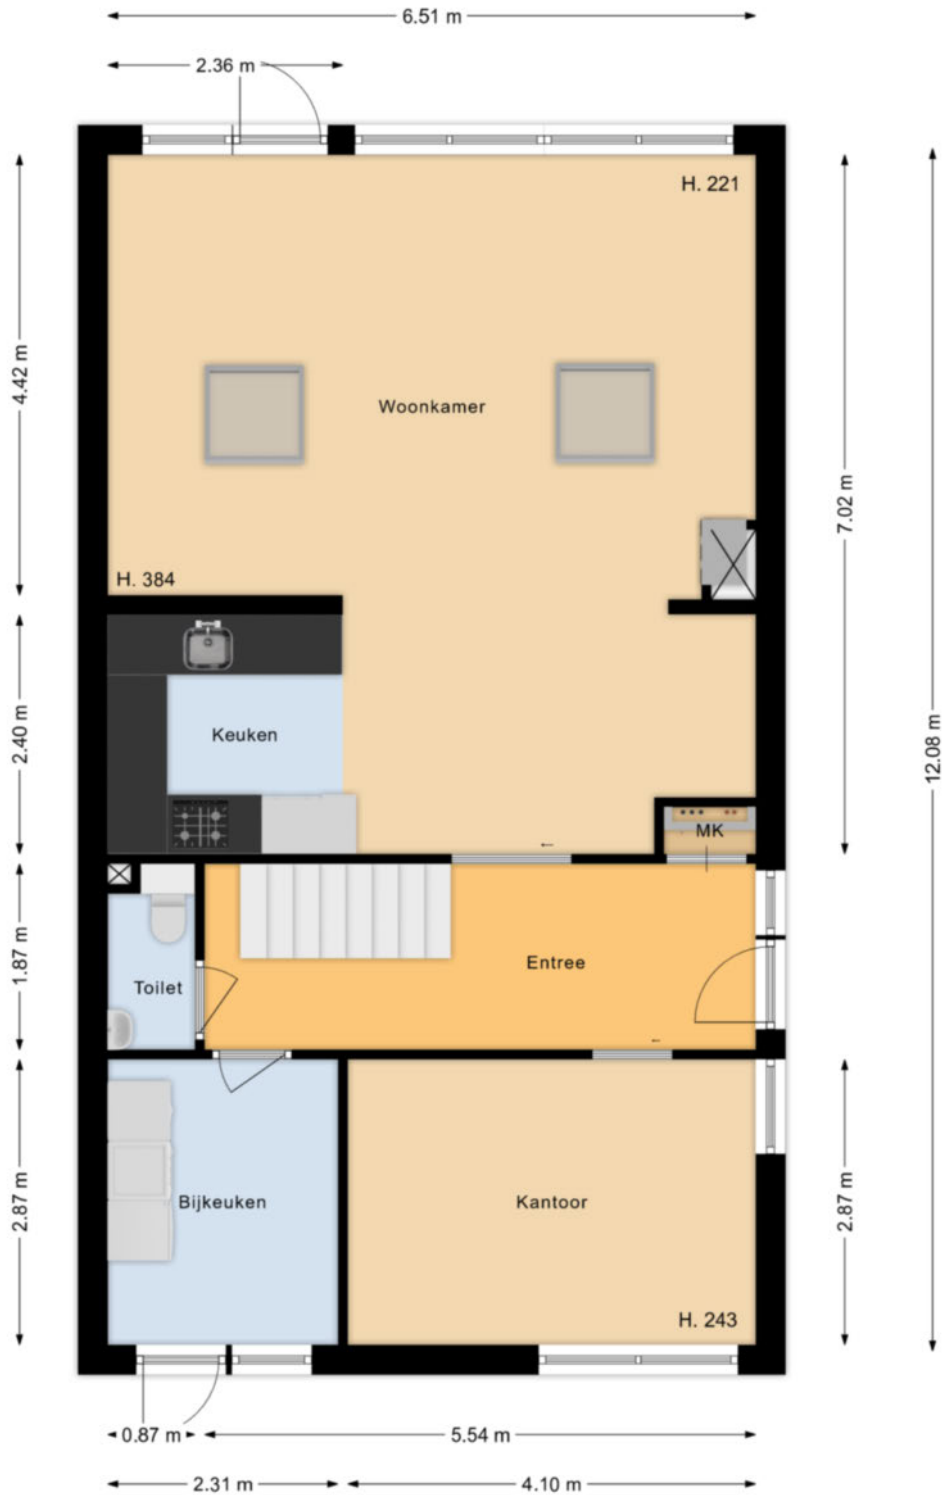 6.51 m
2.36 m
H. 221
4.42 m
Woonkamer
7.02 m
H. 384
2.40 m
Keuken
12.08 m
MK
1.87 m
Entree
Toilet
2.87 m
Bijkeuken
Kantoor
2.87 m
H. 243
0.87 m
5.54 m
2.31 m
4.10 m